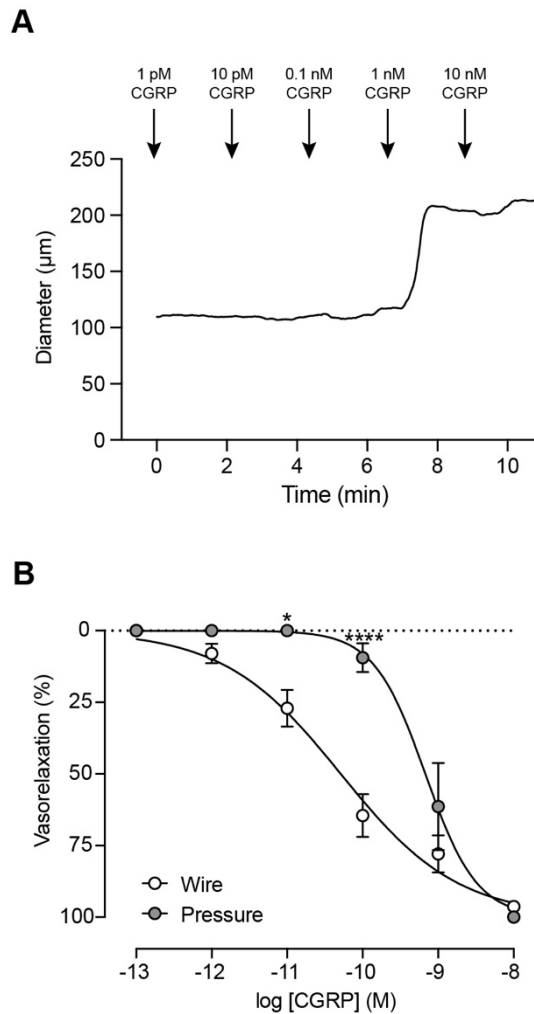 A
1 pM 10 pM 0.1 nM 1 nM 10 nM
CGRP CGRP CGRP CGRP CGRP
250
200
150
100
50
0
Diameter (µm)
0 2 4 6 8 10
Time (min)
B
*
****
0
25
50
75
100
Vasorelaxation (%)
Wire
Pressure
-13 -12 -11 -10 -9 -8
log [CGRP] (M)